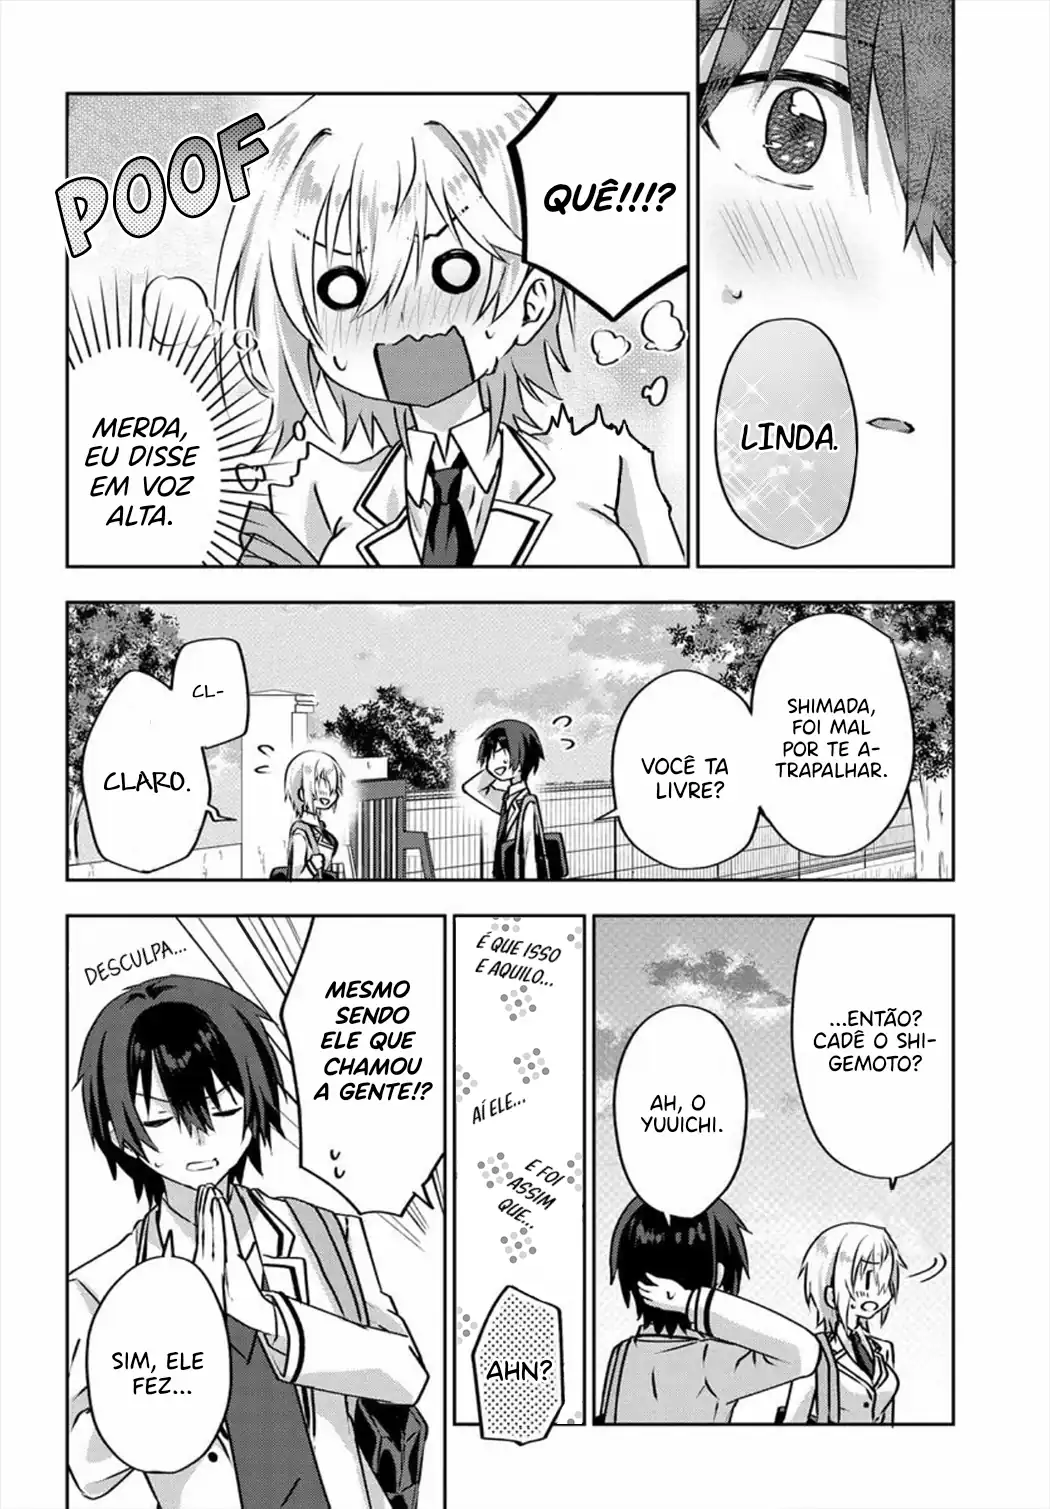 LINDA.
QUÊ!!!?
POOF
MERDA,
EU DISSE
EM VOZ
ALTA.
SHIMADA,
FOI MAL
POR TE A-
TRAPALHAR.
VOCÊ TA
LIVRE?
CL-
CLARO.
...ENTÃO?
CADÊ O SHI-
GEMOTO?
AH, O
YUUICHI.
É QUE ISSO
E AQUILO...
AÍ ELE...
E FOI
ASSIM
QUE...
AHN?
MESMO
SENDO
ELE QUE
CHAMOU
A GENTE!?
DESCULPA...
SIM, ELE
FEZ...